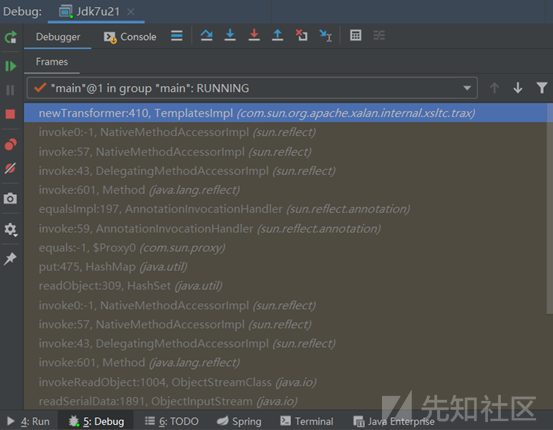 Debug: Jdk7u21
Debugger Console
Frames
"main"@1 in group "main": RUNNING
newTransformer:410, TemplatesImpl (com.sun.org.apache.xalan.internal.xsltc.trax)
invoke0:-1, NativeMethodAccessorImpl (sun.reflect)
invoke:57, NativeMethodAccessorImpl (sun.reflect)
invoke:43, DelegatingMethodAccessorImpl (sun.reflect)
invoke:601, Method (java.lang.reflect)
equalsImpl:197, AnnotationInvocationHandler (sun.reflect.annotation)
invoke:59, AnnotationInvocationHandler (sun.reflect.annotation)
equals:-1, $Proxy0 (com.sun.proxy)
put:475, HashMap (java.util)
readObject:309, HashSet (java.util)
invoke0:-1, NativeMethodAccessorImpl (sun.reflect)
invoke:57, NativeMethodAccessorImpl (sun.reflect)
invoke:43, DelegatingMethodAccessorImpl (sun.reflect)
invoke:601, Method (java.lang.reflect)
invokeReadObject:1004, ObjectStreamClass (java.io)
readSerialData:1891, ObjectInputStream (java.io)
先知社区
4: Run 5: Debug 6: TODO Spring Terminal Java Enterprise